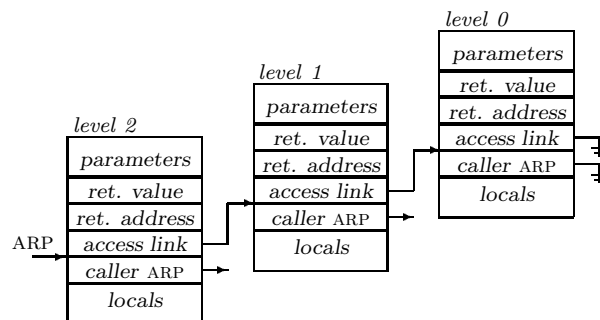 level 0
parameters
ret. value
ret. address
access link
caller ARP
locals
level 1
parameters
ret. value
ret. address
access link
caller ARP
locals
level 2
parameters
ret. value
ret. address
access link
caller ARP
locals
ARP